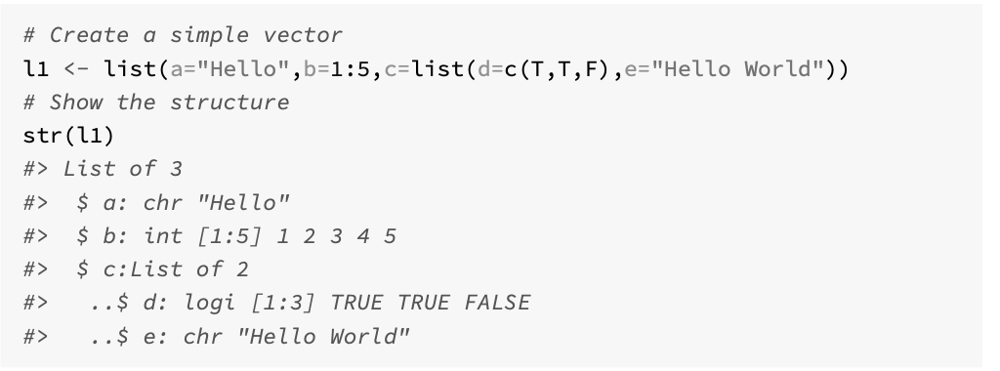 # Create a simple vector
l1 <- list(a="Hello",b=1:5,c=list(d=c(T,T,F),e="Hello World"))
# Show the structure
str(l1)
#> List of 3
#>  $ a: chr "Hello"
#>  $ b: int [1:5] 1 2 3 4 5
#>  $ c:List of 2
#>   ..$ d: logi [1:3] TRUE TRUE FALSE
#>   ..$ e: chr "Hello World"